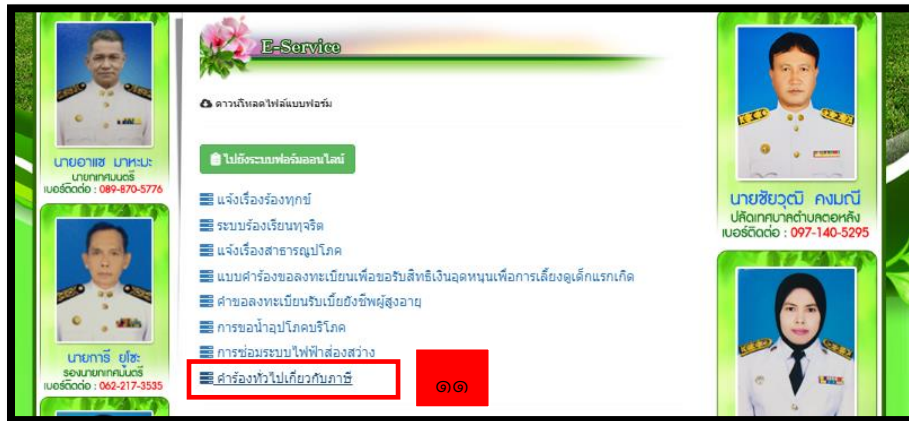 E-Service
ดาวน์โหลดไฟล์แบบฟอร์ม
ไปยังระบบฟอร์มออนไลน์
แจ้งเรื่องร้องทุกข์
ระบบร้องเรียนทุจริต
แจ้งเรื่องสาธารณูปโภค
แบบคำร้องขอลงทะเบียนเพื่อขอรับสิทธิเงินอุดหนุนเพื่อการเลี้ยงดูเด็กแรกเกิด
คำขอลงทะเบียนรับเบี้ยยังชีพผู้สูงอายุ
การขอน้ำอุปโภคบริโภค
การซ่อมระบบไฟฟ้าส่องสว่าง
คำร้องทั่วไปเกี่ยวกับภาษี
๑๑
นายอาแซ มาหะมะ
นายกเทศมนตรี
เบอร์ติดต่อ : 089-870-5776
นายการี ยูโซะ
รองนายกเทศมนตรี
เบอร์ติดต่อ : 062-217-3535
นายชัยวุฒิ คงมณี
ปลัดเทศบาลตำบลตอหลัง
เบอร์ติดต่อ : 097-140-5295